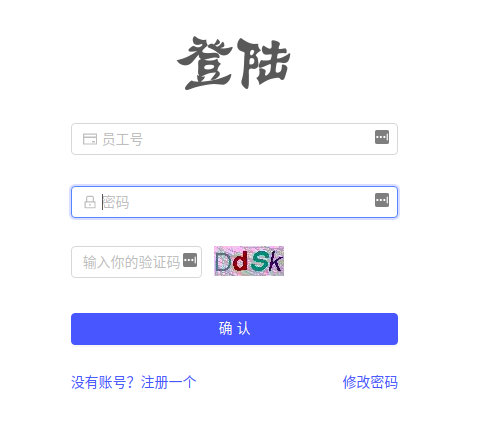 登陆
员工号
密码
输入你的验证码
DdSk
确 认
没有账号？注册一个
修改密码